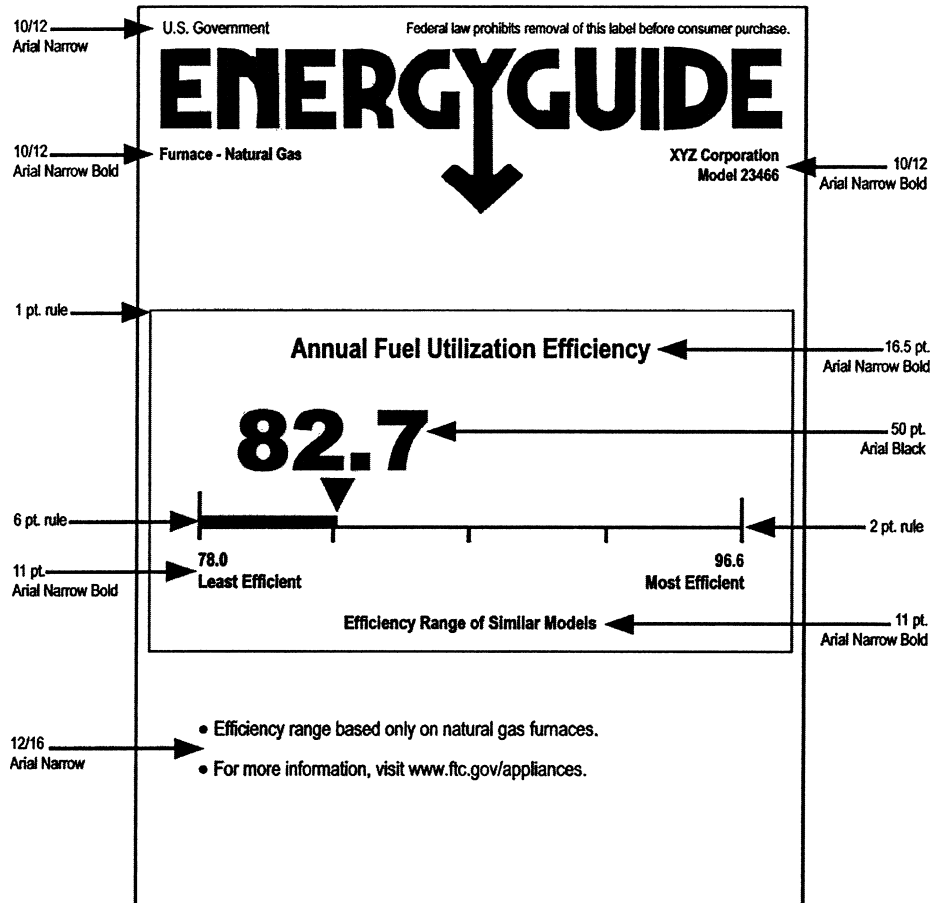 10/12
Arial Narrow
U.S. Government
Federal law prohibits removal of this label before consumer purchase.
ENERGYGUIDE
10/12
Arial Narrow Bold
Furnace - Natural Gas
XYZ Corporation
Model 23466
10/12
Arial Narrow Bold
1 pt. rule
Annual Fuel Utilization Efficiency
16.5 pt.
Arial Narrow Bold
82.7
50 pt.
Arial Black
6 pt. rule
2 pt. rule
78.0
Least Efficient
96.6
Most Efficient
11 pt.
Arial Narrow Bold
Efficiency Range of Similar Models
11 pt.
Arial Narrow Bold
12/16
Arial Narrow
• Efficiency range based only on natural gas furnaces.
• For more information, visit www.ftc.gov/appliances.